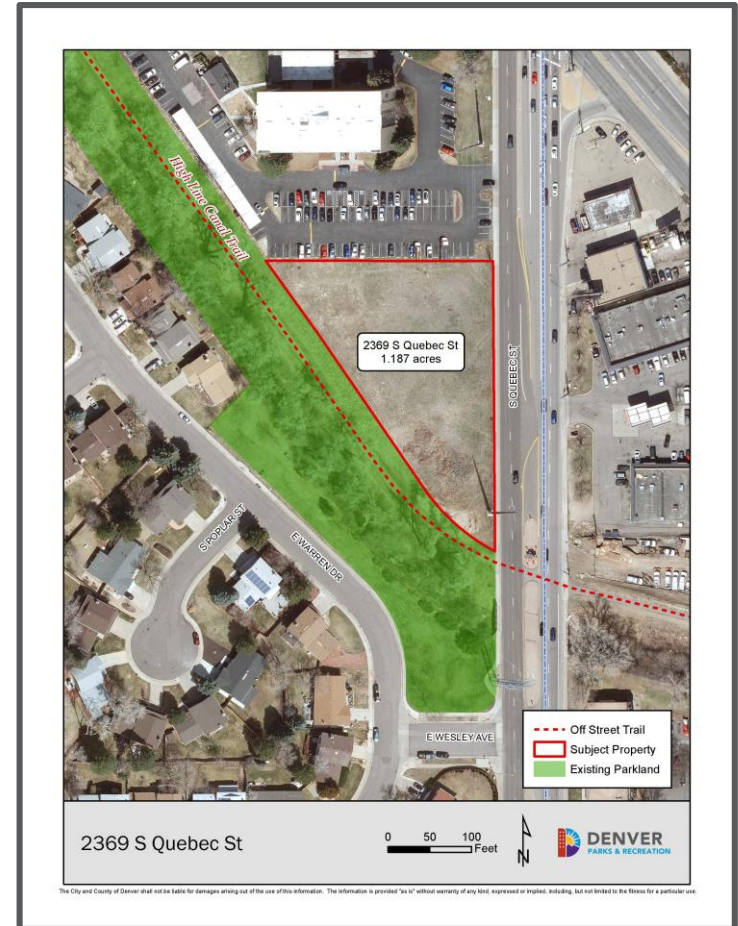 High Line Canal Trail
2369 S Quebec St
1.187 acres
S QUEBEC ST
S POPLAR ST
E WARREN DR
E WESLEY AVE
Off Street Trail
Subject Property
Existing Parkland
2369 S Quebec St
0 50 100
Feet
N
DENVER
PARKS & RECREATION
The City and County of Denver shall not be liable for damages arising out of the use of this information. The information is provided "as is" without warranty of any kind, expressed or implied, including, but not limited to the fitness for a particular use.